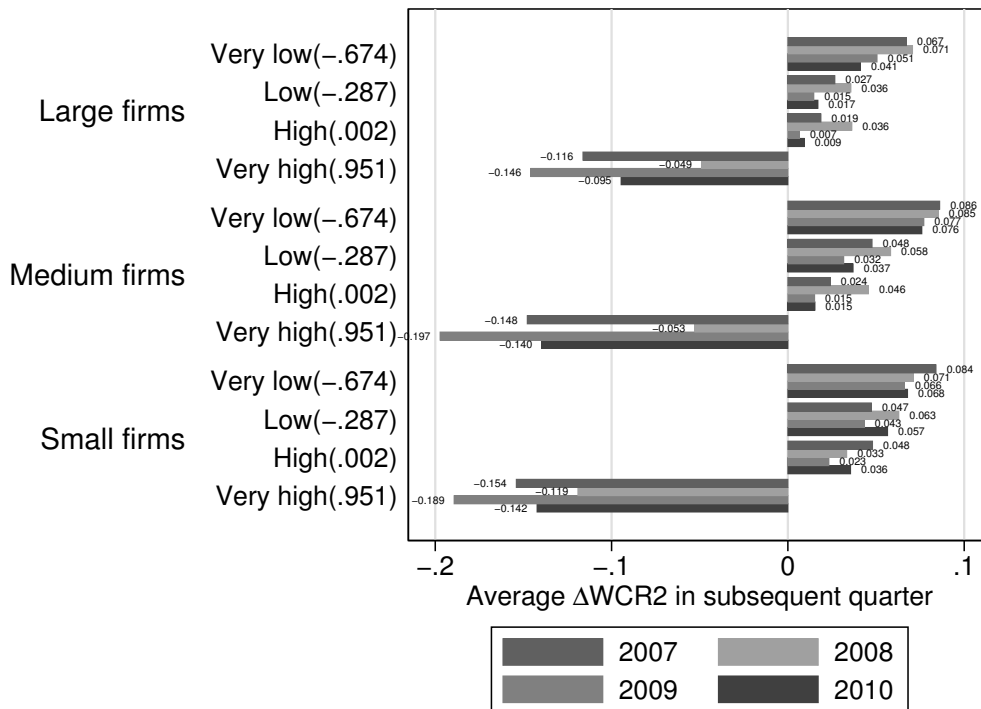 Large firms
Very low(−.674)
0.067
0.071
0.051
0.041
Low(−.287)
0.027
0.036
0.015
0.017
High(.002)
0.019
0.036
0.007
0.009
Very high(.951)
−0.116
−0.049
−0.146
−0.095
Medium firms
Very low(−.674)
0.086
0.085
0.077
0.076
Low(−.287)
0.048
0.058
0.032
0.037
High(.002)
0.024
0.046
0.015
0.015
Very high(.951)
−0.148
−0.053
−0.197
−0.140
Small firms
Very low(−.674)
0.084
0.071
0.066
0.068
Low(−.287)
0.047
0.063
0.043
0.057
High(.002)
0.048
0.033
0.023
0.036
Very high(.951)
−0.154
−0.119
−0.189
−0.142
−.2 −.1 0 .1
Average ΔWCR2 in subsequent quarter
2007 2008
2009 2010